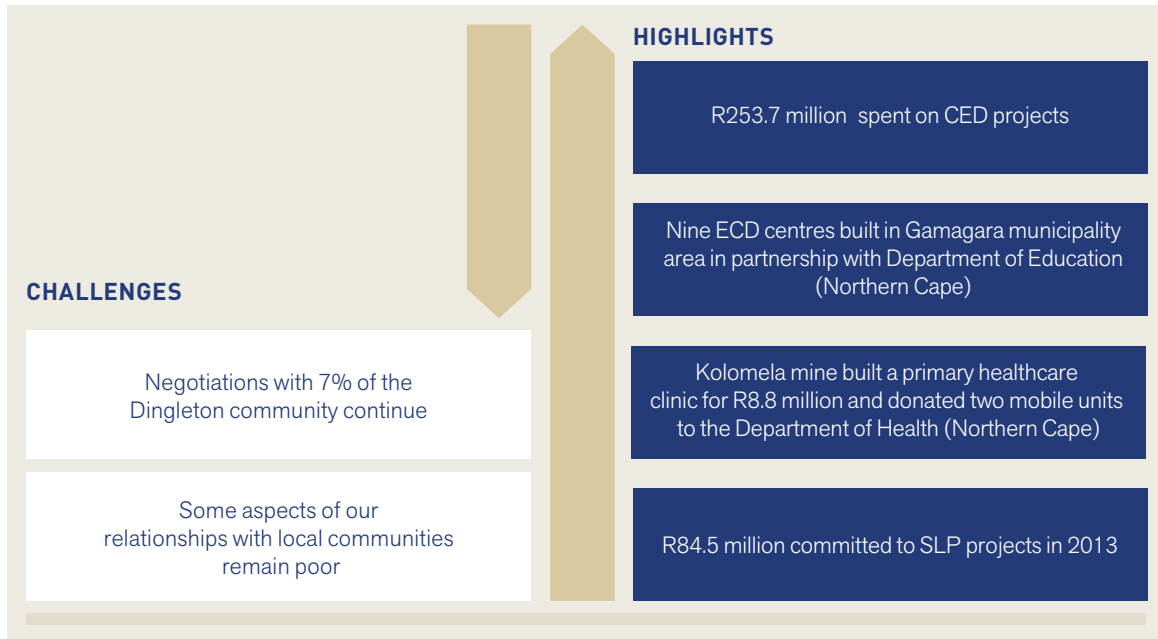 HIGHLIGHTS
R253.7 million spent on CED projects
Nine ECD centres built in Gamagara municipality
area in partnership with Department of Education
(Northern Cape)
Kolomela mine built a primary healthcare
clinic for R8.8 million and donated two mobile units
to the Department of Health (Northern Cape)
R84.5 million committed to SLP projects in 2013
CHALLENGES
Negotiations with 7% of the
Dingleton community continue
Some aspects of our
relationships with local communities
remain poor